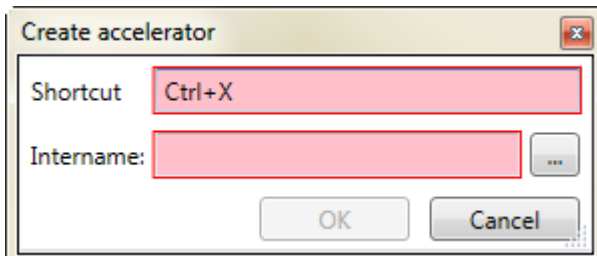 Create accelerator
Shortcut Ctrl+X
Intername: ...
OK Cancel